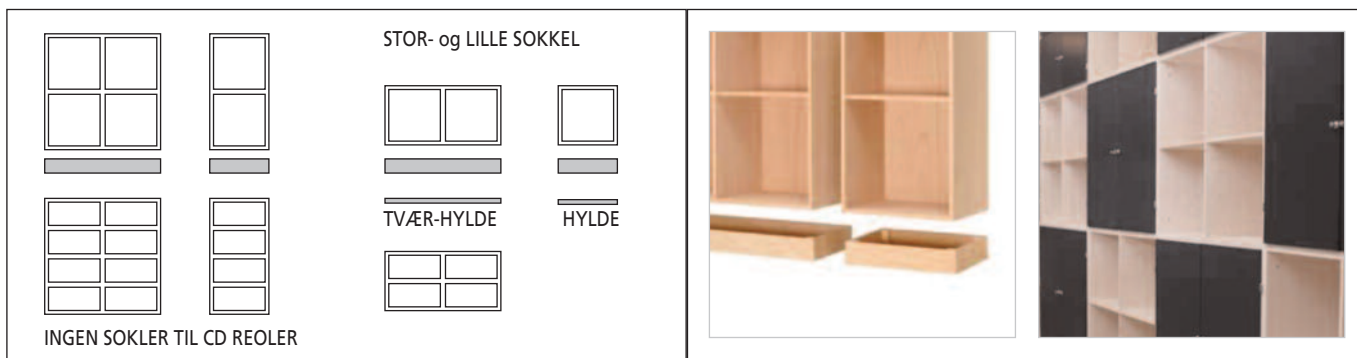 STOR- og LILLE SOKKEL
TVÆR-HYLDE
HYLDE
INGEN SOKLER TIL CD REOLER